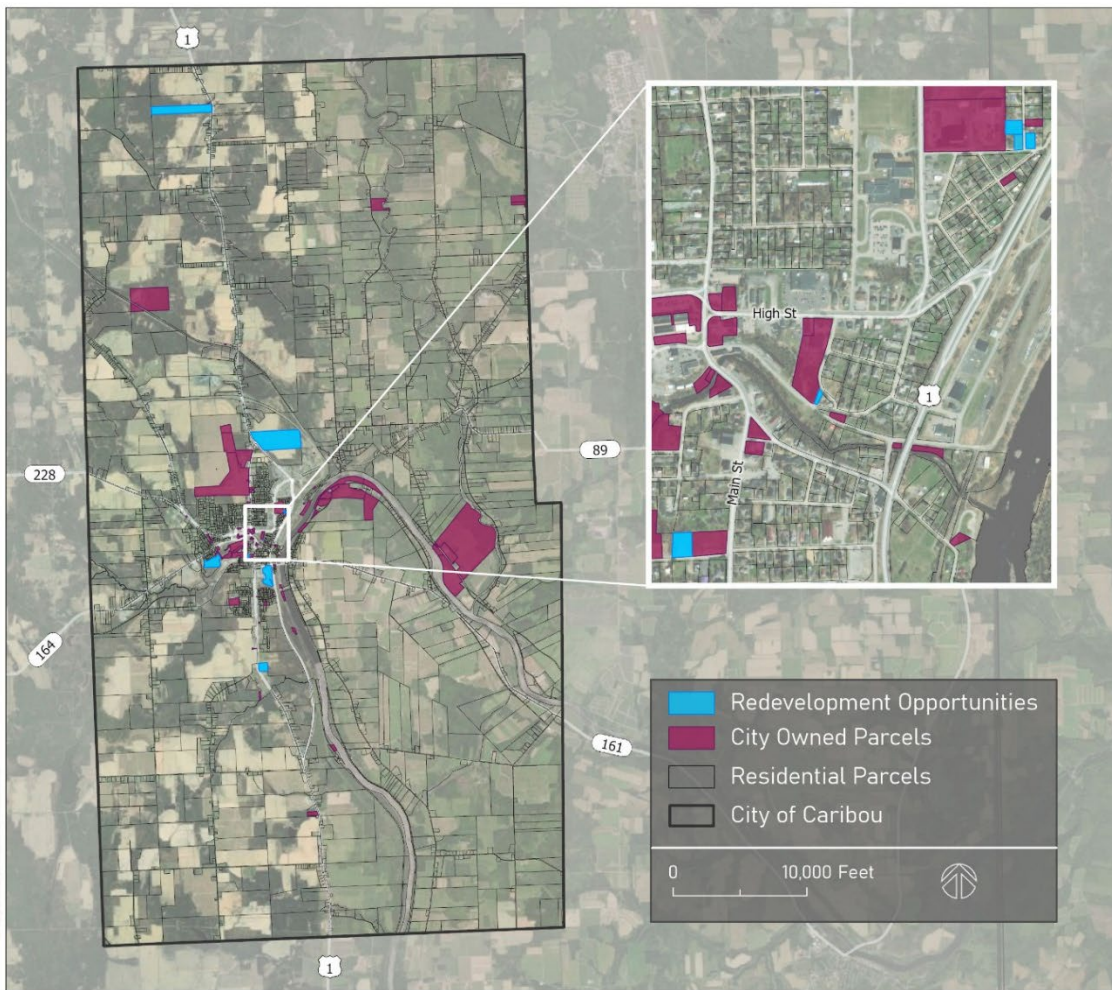 1
228
164
89
161
1
High St
1
Main St
Redevelopment Opportunities
City Owned Parcels
Residential Parcels
City of Caribou
0 10,000 Feet